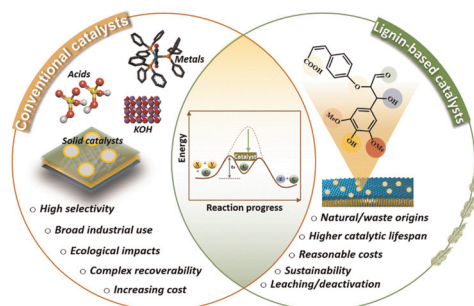 Conventional catalysts
Metals
Acids
KOH
Solid catalysts
High selectivity
Broad industrial use
Ecological impacts
Complex recoverability
Increasing cost
Energy
Catalyst
Reaction progress
Lignin-based catalysts
COOH
O
O
OH
MeO
OH
OMe
Natural/waste origins
Higher catalytic lifespan
Reasonable costs
Sustainability
Leaching/deactivation